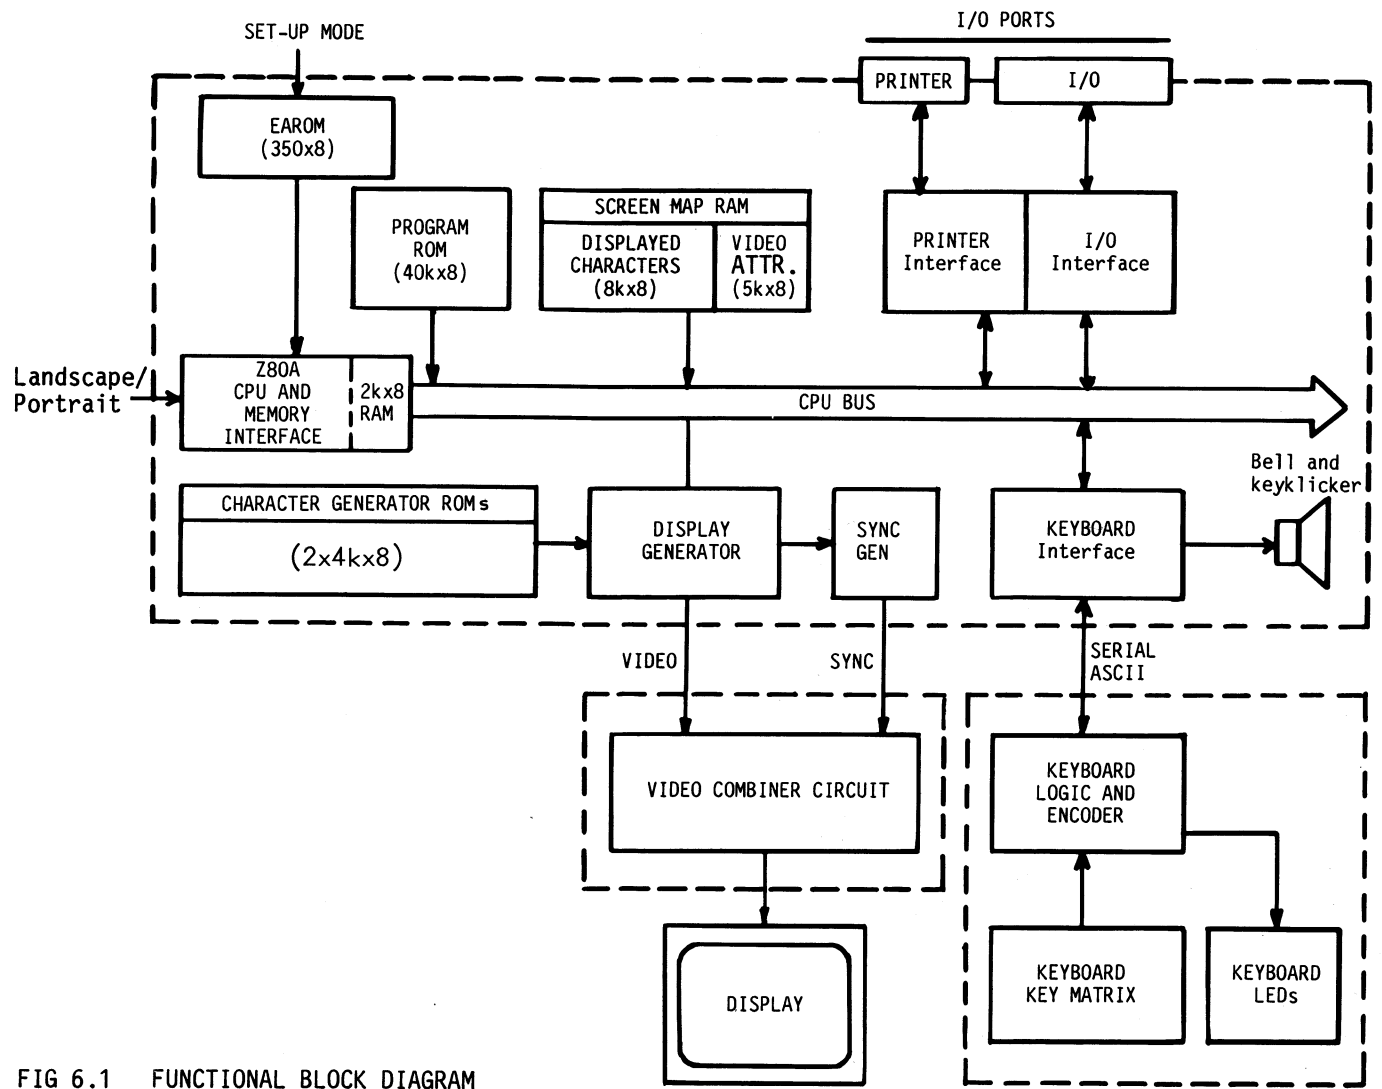 I/O PORTS
SET-UP MODE
PRINTER
I/O
EAROM
(350x8)
PROGRAM
ROM
(40kx8)
SCREEN MAP RAM
DISPLAYED
CHARACTERS
(8kx8)
VIDEO
ATTR.
(5kx8)
PRINTER
Interface
I/O
Interface
Landscape/
Portrait
Z80A
CPU AND
MEMORY
INTERFACE
2kx8
RAM
CPU BUS
Bell and
keyklicker
CHARACTER GENERATOR ROMs
(2x4kx8)
DISPLAY
GENERATOR
SYNC
GEN
KEYBOARD
Interface
VIDEO
SYNC
SERIAL
ASCII
VIDEO COMBINER CIRCUIT
KEYBOARD
LOGIC AND
ENCODER
DISPLAY
KEYBOARD
KEY MATRIX
KEYBOARD
LEDs
FIG 6.1 FUNCTIONAL BLOCK DIAGRAM